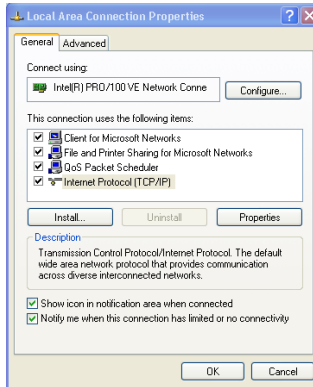 Local Area Connection Properties
General
Advanced
Connect using:
Intel(R) PRO/100 VE Network Conne
Configure...
This connection uses the following items:
Client for Microsoft Networks
File and Printer Sharing for Microsoft Networks
QoS Packet Scheduler
Internet Protocol (TCP/IP)
Install...
Uninstall
Properties
Description
Transmission Control Protocol/Internet Protocol. The default
wide area network protocol that provides communication
across diverse interconnected networks.
Show icon in notification area when connected
Notify me when this connection has limited or no connectivity
OK
Cancel